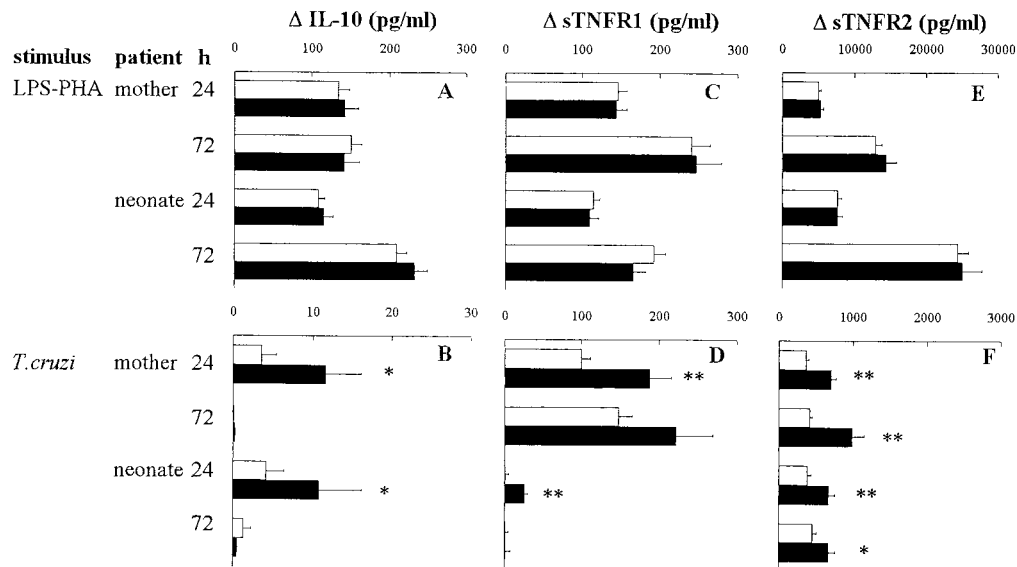 Δ IL-10 (pg/ml) Δ sTNFR1 (pg/ml) Δ sTNFR2 (pg/ml)
0 100 200 300 0 100 200 300 0 10000 20000 30000
stimulus patient h
LPS-PHA mother 24 A C E
72
neonate 24
72
0 10 20 30 0 100 200 300 0 1000 2000 3000
T.cruzi mother 24 * B ** D ** F
72 **
neonate 24 * ** **
72 *